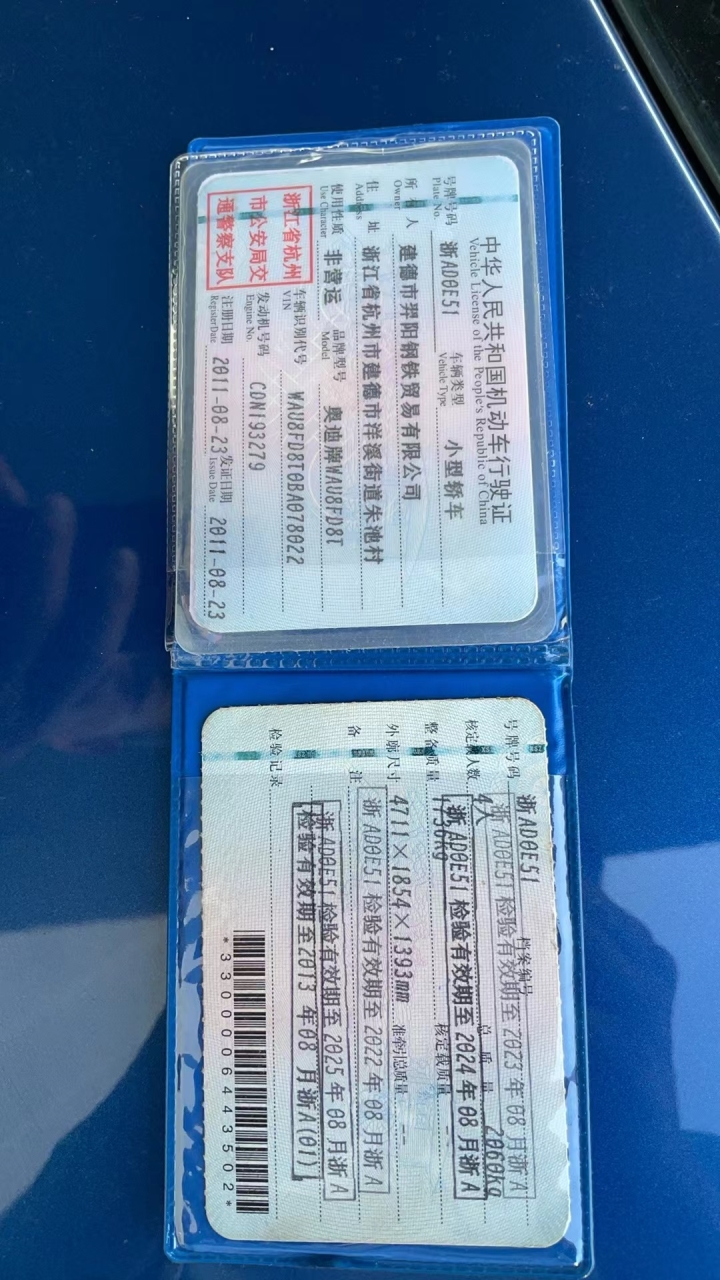 中华人民共和国机动车行驶证
Vehicle License of the People's Republic of China
号牌号码 浙AD0E51 车辆类型 小型轿车
Plate No. Vehicle Type
所有人 建德市羿阳钢铁贸易有限公司
Owner
住址 浙江省杭州市建德市洋溪街道朱池村
Address
使用性质 非营运 品牌型号 奥迪牌WAU8FD8T
Use Character Model
浙江省杭州
市公安局交
通警察支队
车辆识别代号 WAU8FD8T0BA078022
VIN
发动机号码 CDN193279
Engine No.
注册日期 2011-08-23 发证日期 2011-08-23
Register Date Issue Date
号牌号码 浙AD0E51 档案编号
浙AD0E51 检验有效期至2023年08月浙A
核定载人数 4人 总质量 2060kg
浙AD0E51 检验有效期至2024年08月浙A
整备质量 1730kg 核定载质量 --
外廓尺寸 4711×1854×1393mm 准牵引总质量 --
浙AD0E51 检验有效期至2022年08月浙A
备注
浙AD0E51 检验有效期至2025年08月浙A
检验有效期至2013年08月浙A(01)
检验记录
*3300006443502*